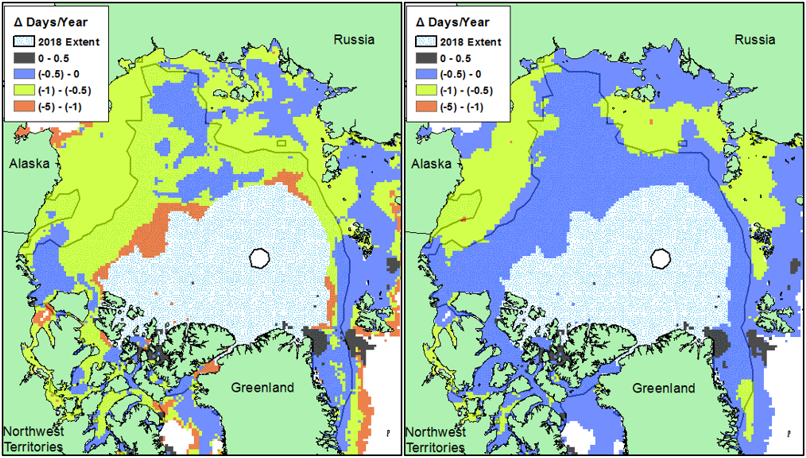 Δ Days/Year
2018 Extent
0 - 0.5
(-0.5) - 0
(-1) - (-0.5)
(-5) - (-1)
Russia
Alaska
Greenland
Northwest
Territories
Δ Days/Year
2018 Extent
0 - 0.5
(-0.5) - 0
(-1) - (-0.5)
(-5) - (-1)
Russia
Alaska
Greenland
Northwest
Territories